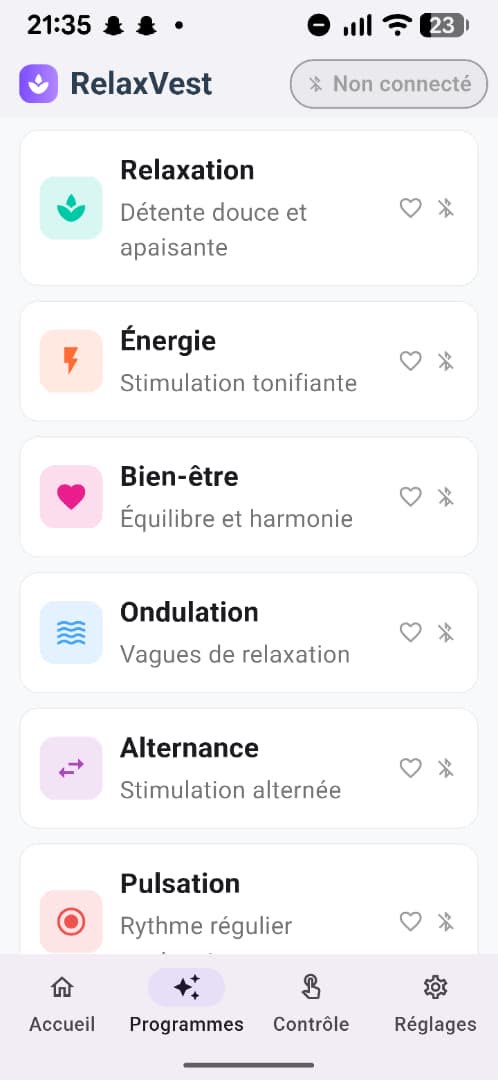 21:35
23
RelaxVest
Non connecté
Relaxation
Détente douce et
apaisante
Énergie
Stimulation tonifiante
Bien-être
Équilibre et harmonie
Ondulation
Vagues de relaxation
Alternance
Stimulation alternée
Pulsation
Rythme régulier
Accueil
Programmes
Contrôle
Réglages